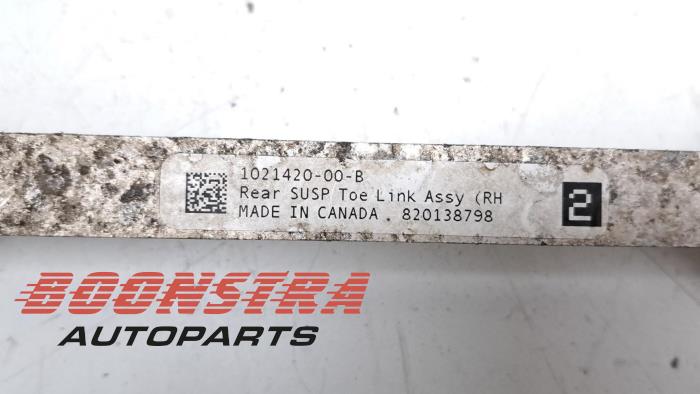 1021420-00-B
Rear SUSP Toe Link Assy (RH
MADE IN CANADA . 820138798
2
BOONSTRA
AUTOPARTS